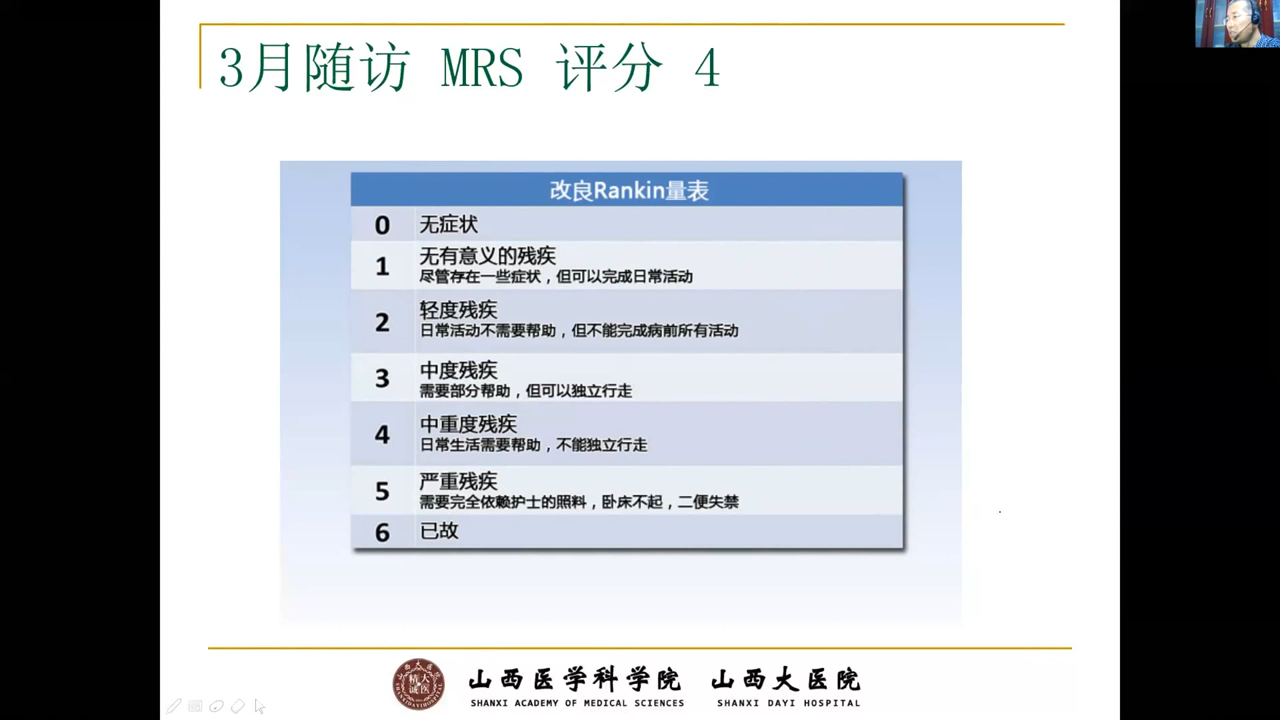 3月随访 MRS 评分 4
改良Rankin量表
0 无症状
1 无有意义的残疾
尽管存在一些症状，但可以完成日常活动
2 轻度残疾
日常活动不需要帮助，但不能完成病前所有活动
3 中度残疾
需要部分帮助，但可以独立行走
4 中重度残疾
日常生活需要帮助，不能独立行走
5 严重残疾
需要完全依赖护士的照料，卧床不起，二便失禁
6 已故
山西医学科学院 山西大医院
SHANXI ACADEMY OF MEDICAL SCIENCES SHANXI DAYI HOSPITAL